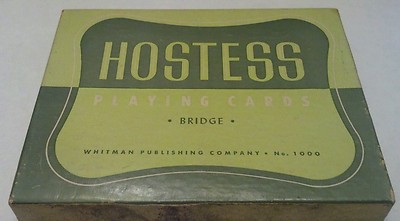 HOSTESS
PLAYING CARDS
• BRIDGE •
WHITMAN PUBLISHING COMPANY • No. 1000